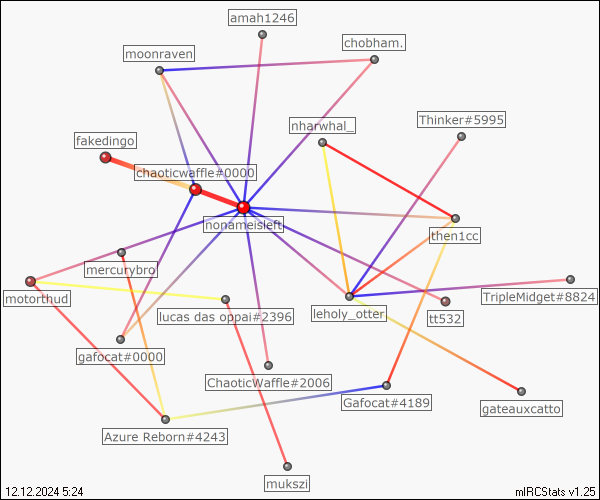 amah1246
chobham.
moonraven
Thinker#5995
nharwhal_
fakedingo
chaoticwaffle#0000
nonameisleft
then1cc
mercurybro
motorthud
TripleMidget#8824
lucas das oppai#2396
leholy_otter
tt532
gafocat#0000
ChaoticWaffle#2006
Gafocat#4189
gateauxcatto
Azure Reborn#4243
mukszi
12.12.2024 5:24
mIRCStats v1.25